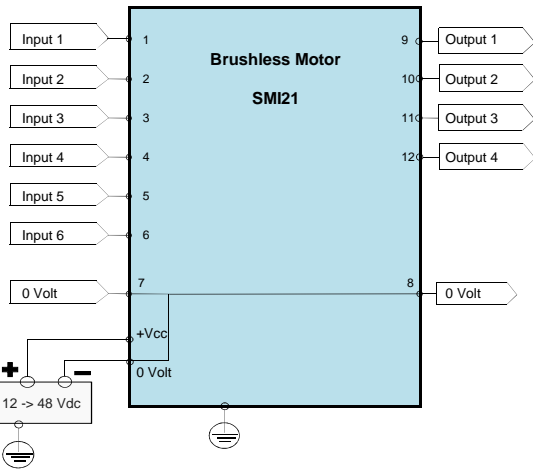 Brushless Motor
SMI21
Input 1
1
Input 2
2
Input 3
3
Input 4
4
Input 5
5
Input 6
6
0 Volt
7
9
Output 1
10
Output 2
11
Output 3
12
Output 4
8
0 Volt
+Vcc
0 Volt
+
−
12 -> 48 Vdc